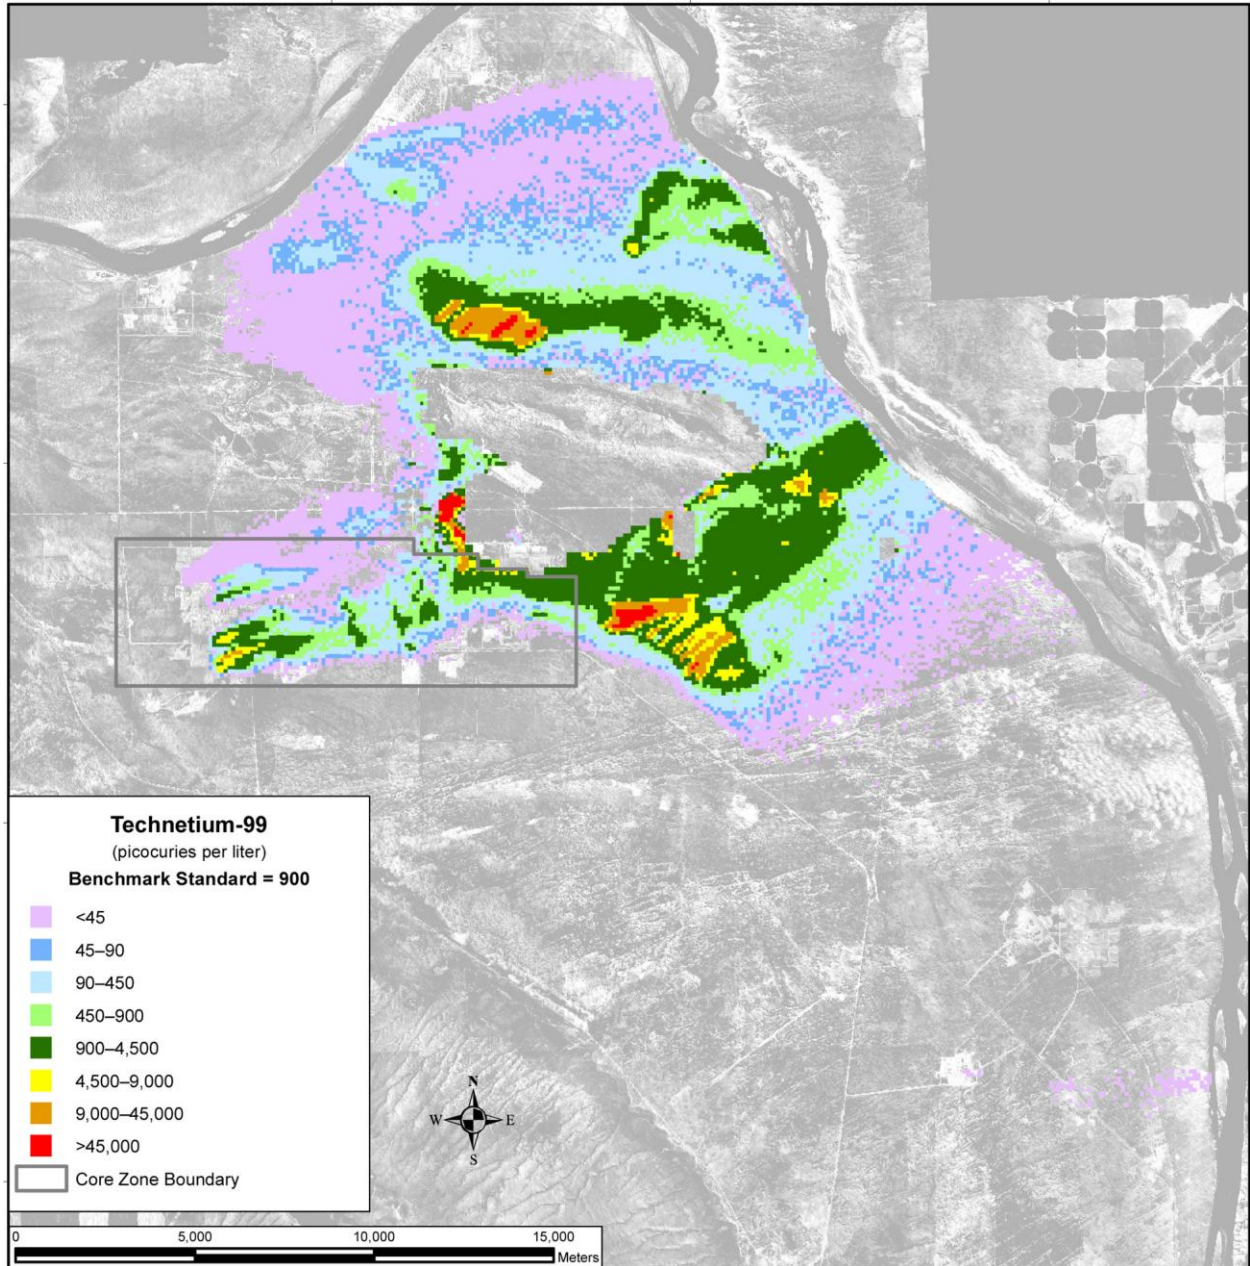 Technetium-99
(picocuries per liter)
Benchmark Standard = 900
<45
45–90
90–450
450–900
900–4,500
4,500–9,000
9,000–45,000
>45,000
Core Zone Boundary
N
W E
S
0 5,000 10,000 15,000
Meters